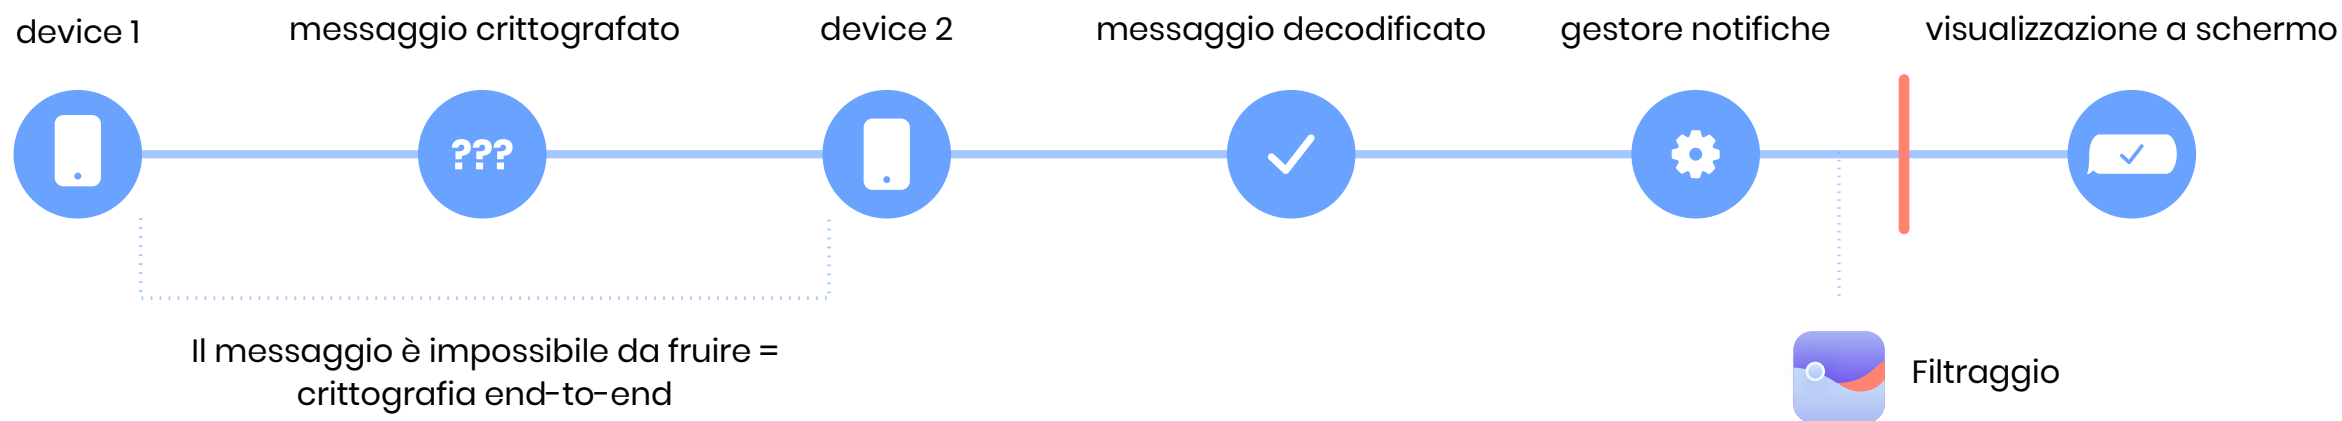 device 1
messaggio crittografato
device 2
messaggio decodificato
gestore notifiche
visualizzazione a schermo
???
Il messaggio è impossibile da fruire =
crittografia end-to-end
Filtraggio